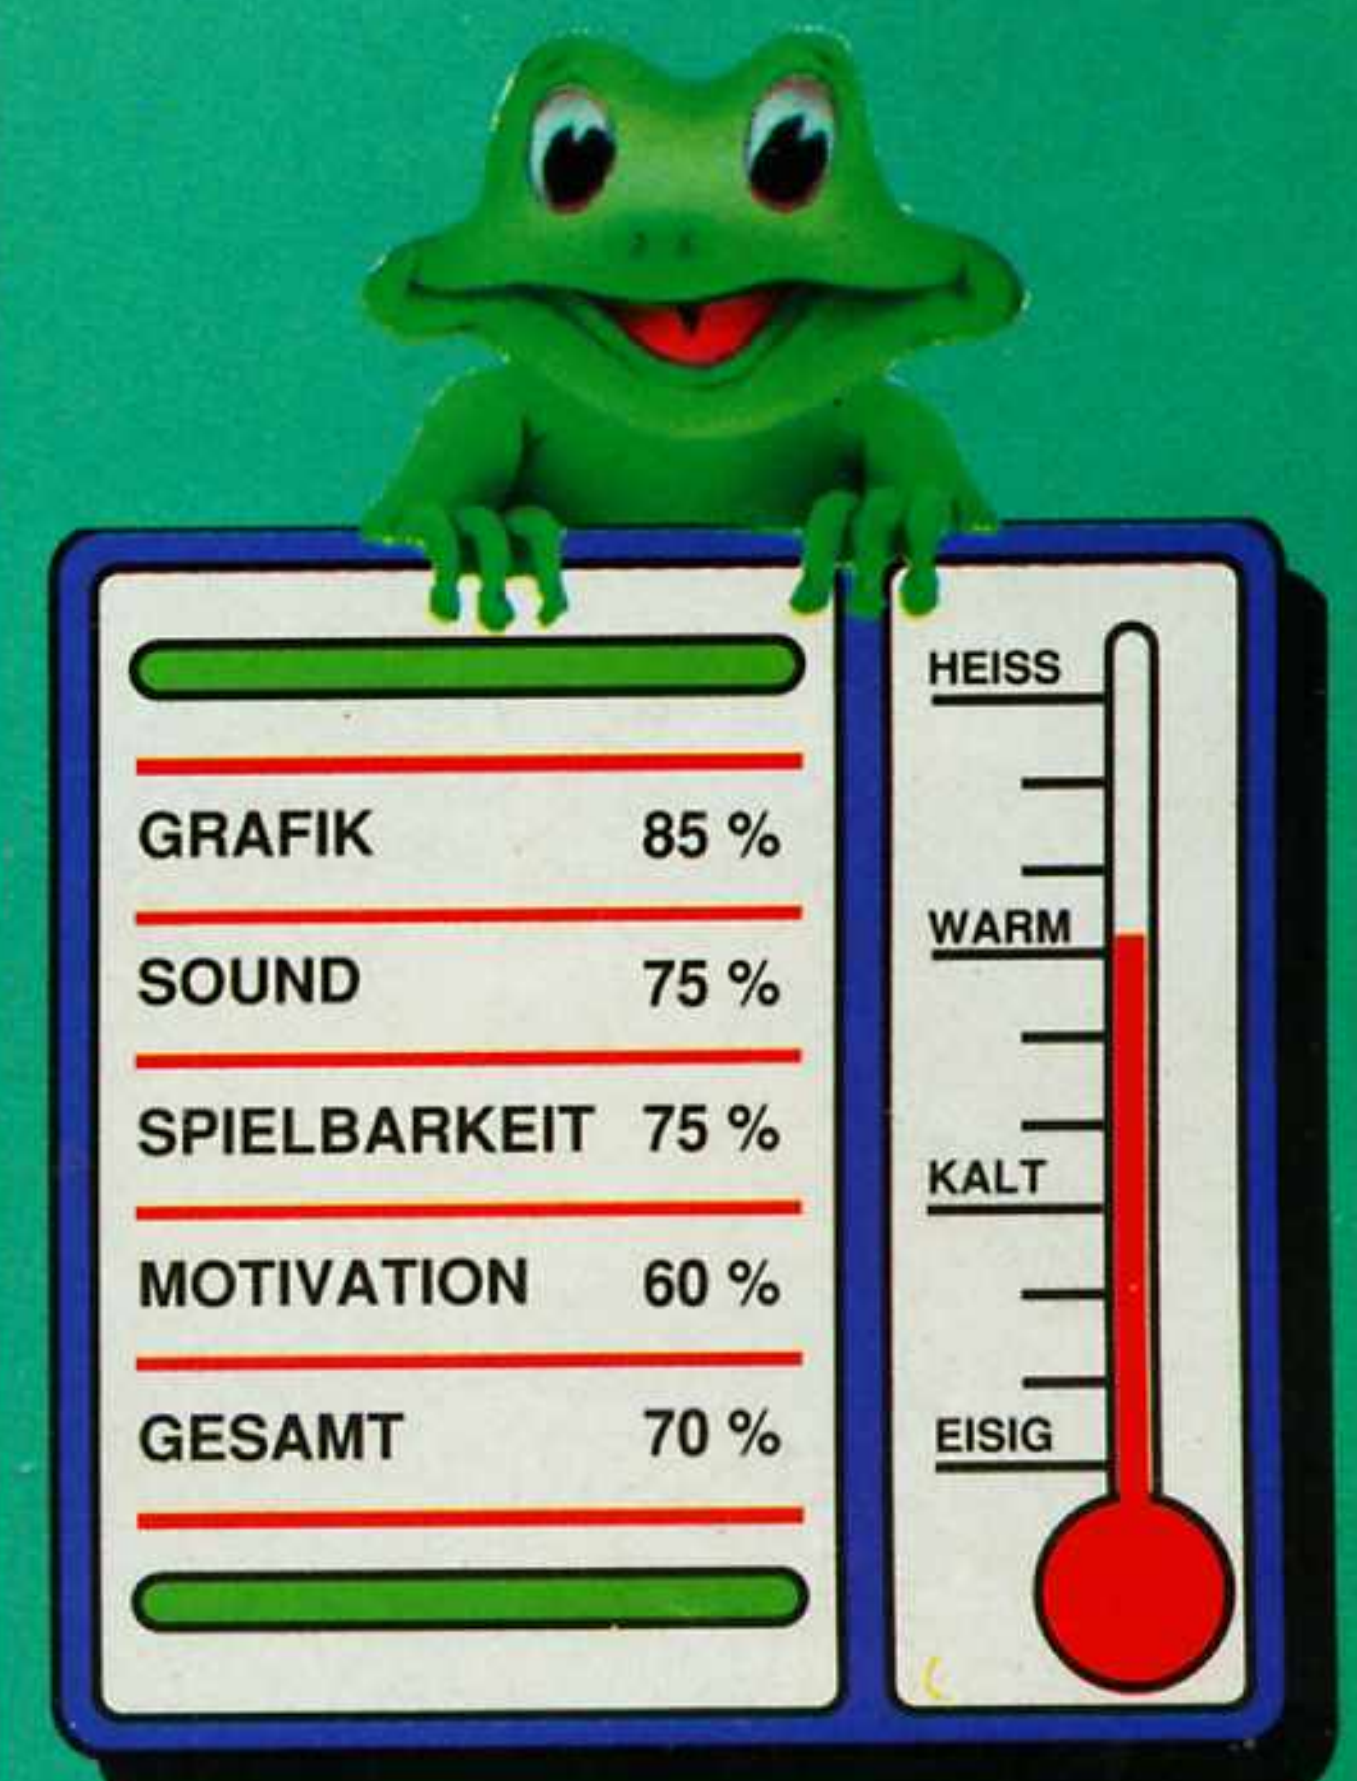 GRAFIK 85 %
SOUND 75 %
SPIELBARKEIT 75 %
MOTIVATION 60 %
GESAMT 70 %
HEISS
WARM
KALT
EISIG